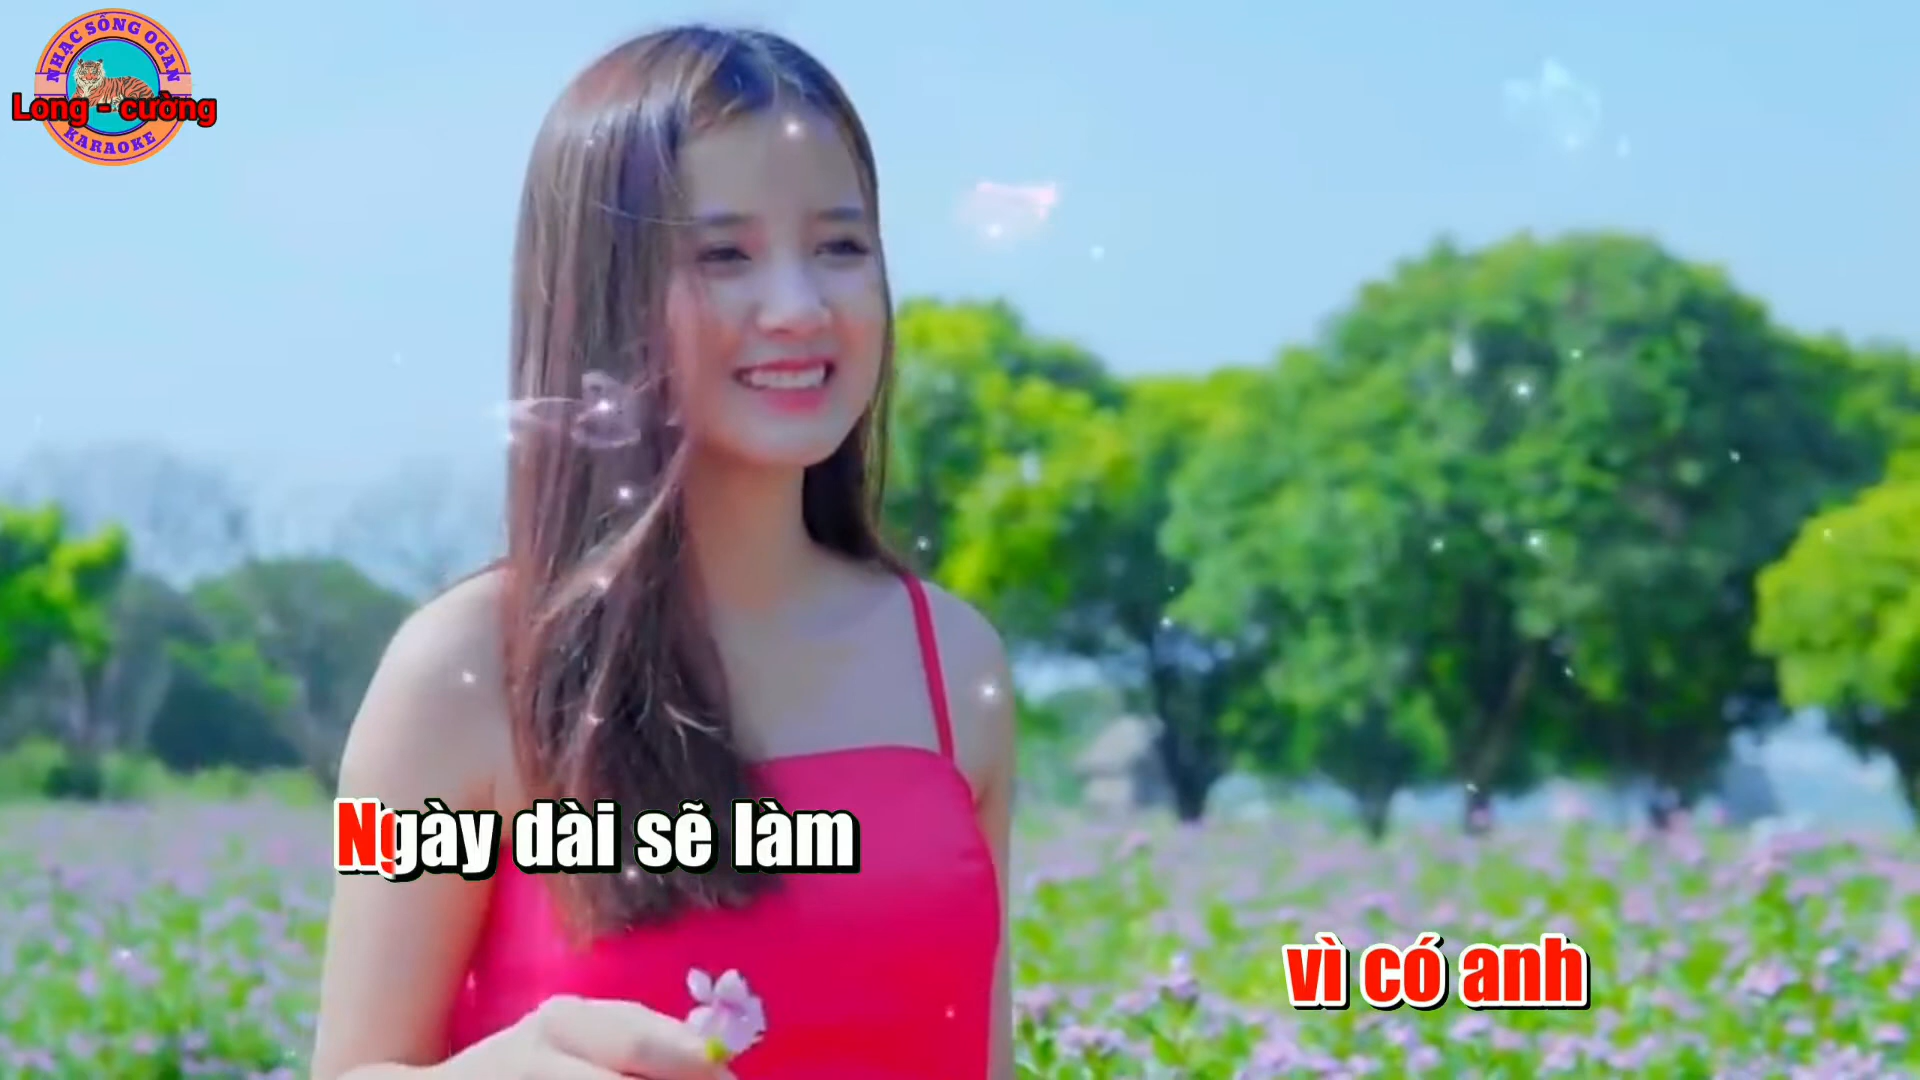 NHẠC SỐNG OGAN
Long - cường
KARAOKE
Ngày dài sẽ làm
vì có anh